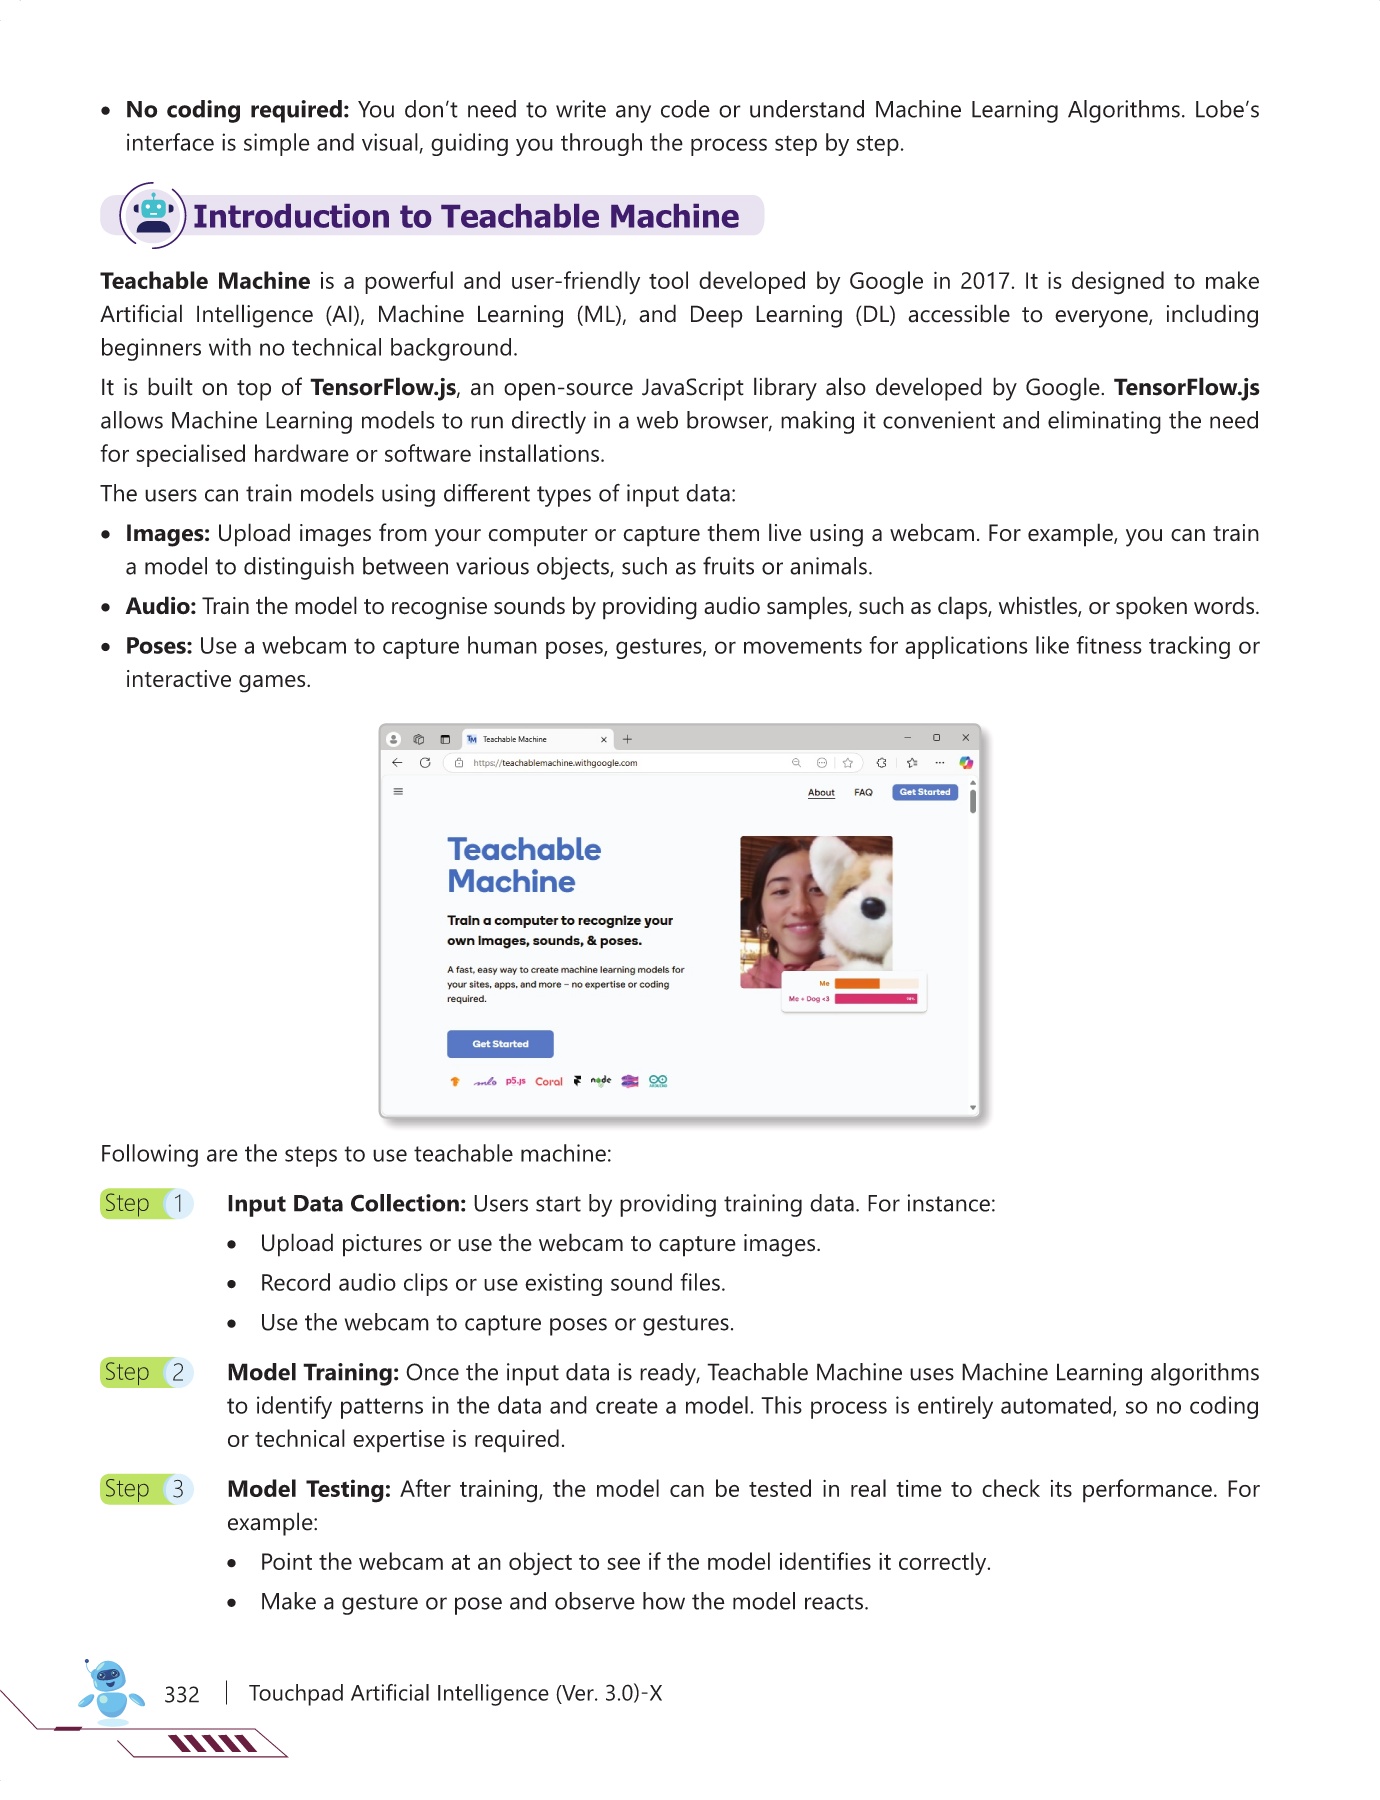 • No coding required: You don't need to write any code or understand Machine Learning Algorithms. Lobe's
interface is simple and visual, guiding you through the process step by step.
Introduction to Teachable Machine
Teachable Machine is a powerful and user-friendly tool developed by Google in 2017. It is designed to make
Artificial Intelligence (AI), Machine Learning (ML), and Deep Learning (DL) accessible to everyone, including
beginners with no technical background.
It is built on top of TensorFlow.js, an open-source JavaScript library also developed by Google. TensorFlow.js
allows Machine Learning models to run directly in a web browser, making it convenient and eliminating the need
for specialised hardware or software installations.
The users can train models using different types of input data:
• Images: Upload images from your computer or capture them live using a webcam. For example, you can train
a model to distinguish between various objects, such as fruits or animals.
• Audio: Train the model to recognise sounds by providing audio samples, such as claps, whistles, or spoken words.
• Poses: Use a webcam to capture human poses, gestures, or movements for applications like fitness tracking or
interactive games.
TM Teachable Machine
https://teachablemachine.withgoogle.com
About FAQ Get Started
Teachable
Machine
Train a computer to recognize your
own images, sounds, & poses.
A fast, easy way to create machine learning models for
your sites, apps, and more – no expertise or coding
required.
Me
Me + Dog <3
Get Started
p5.js Coral node
Following are the steps to use teachable machine:
Step 1 Input Data Collection: Users start by providing training data. For instance:
• Upload pictures or use the webcam to capture images.
• Record audio clips or use existing sound files.
• Use the webcam to capture poses or gestures.
Step 2 Model Training: Once the input data is ready, Teachable Machine uses Machine Learning algorithms
to identify patterns in the data and create a model. This process is entirely automated, so no coding
or technical expertise is required.
Step 3 Model Testing: After training, the model can be tested in real time to check its performance. For
example:
• Point the webcam at an object to see if the model identifies it correctly.
• Make a gesture or pose and observe how the model reacts.
332 | Touchpad Artificial Intelligence (Ver. 3.0)-X